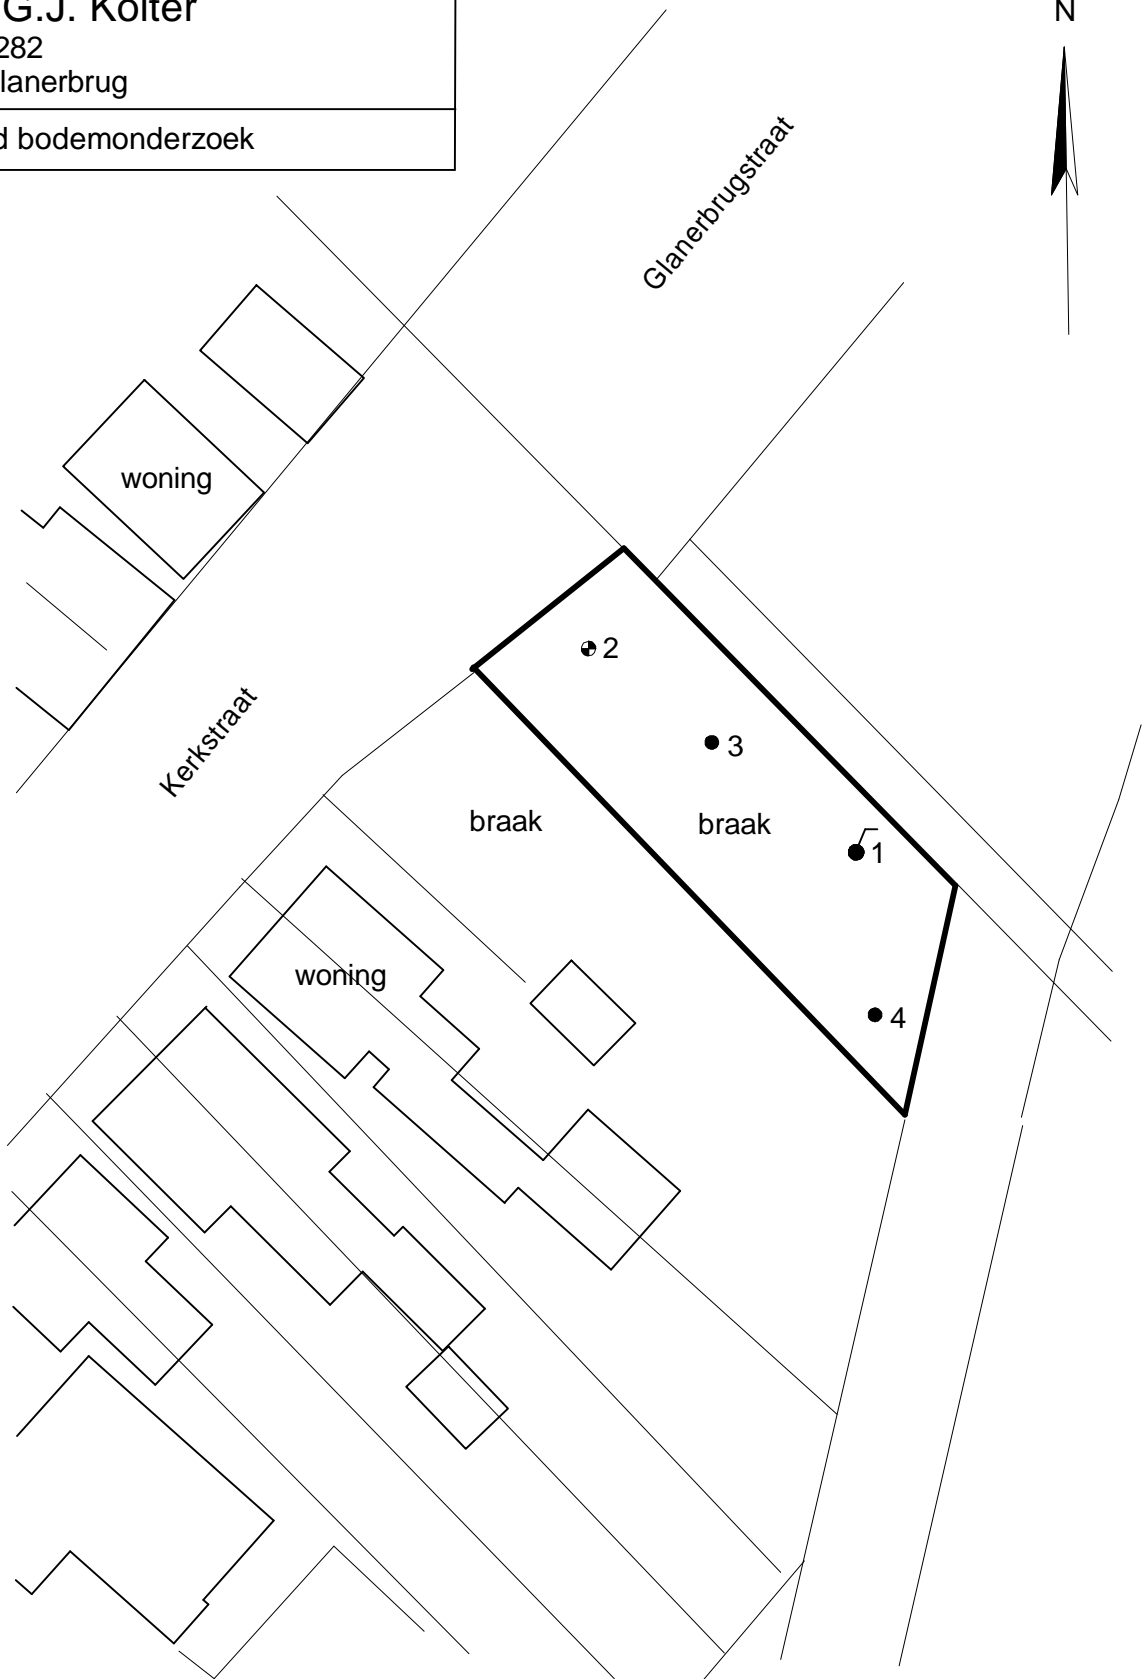 G.J. Kolter
282
lanerbrug
d bodemonderzoek
N
Glanerbrugstraat
woning
2
Kerkstraat
3
braak
braak
1
woning
4